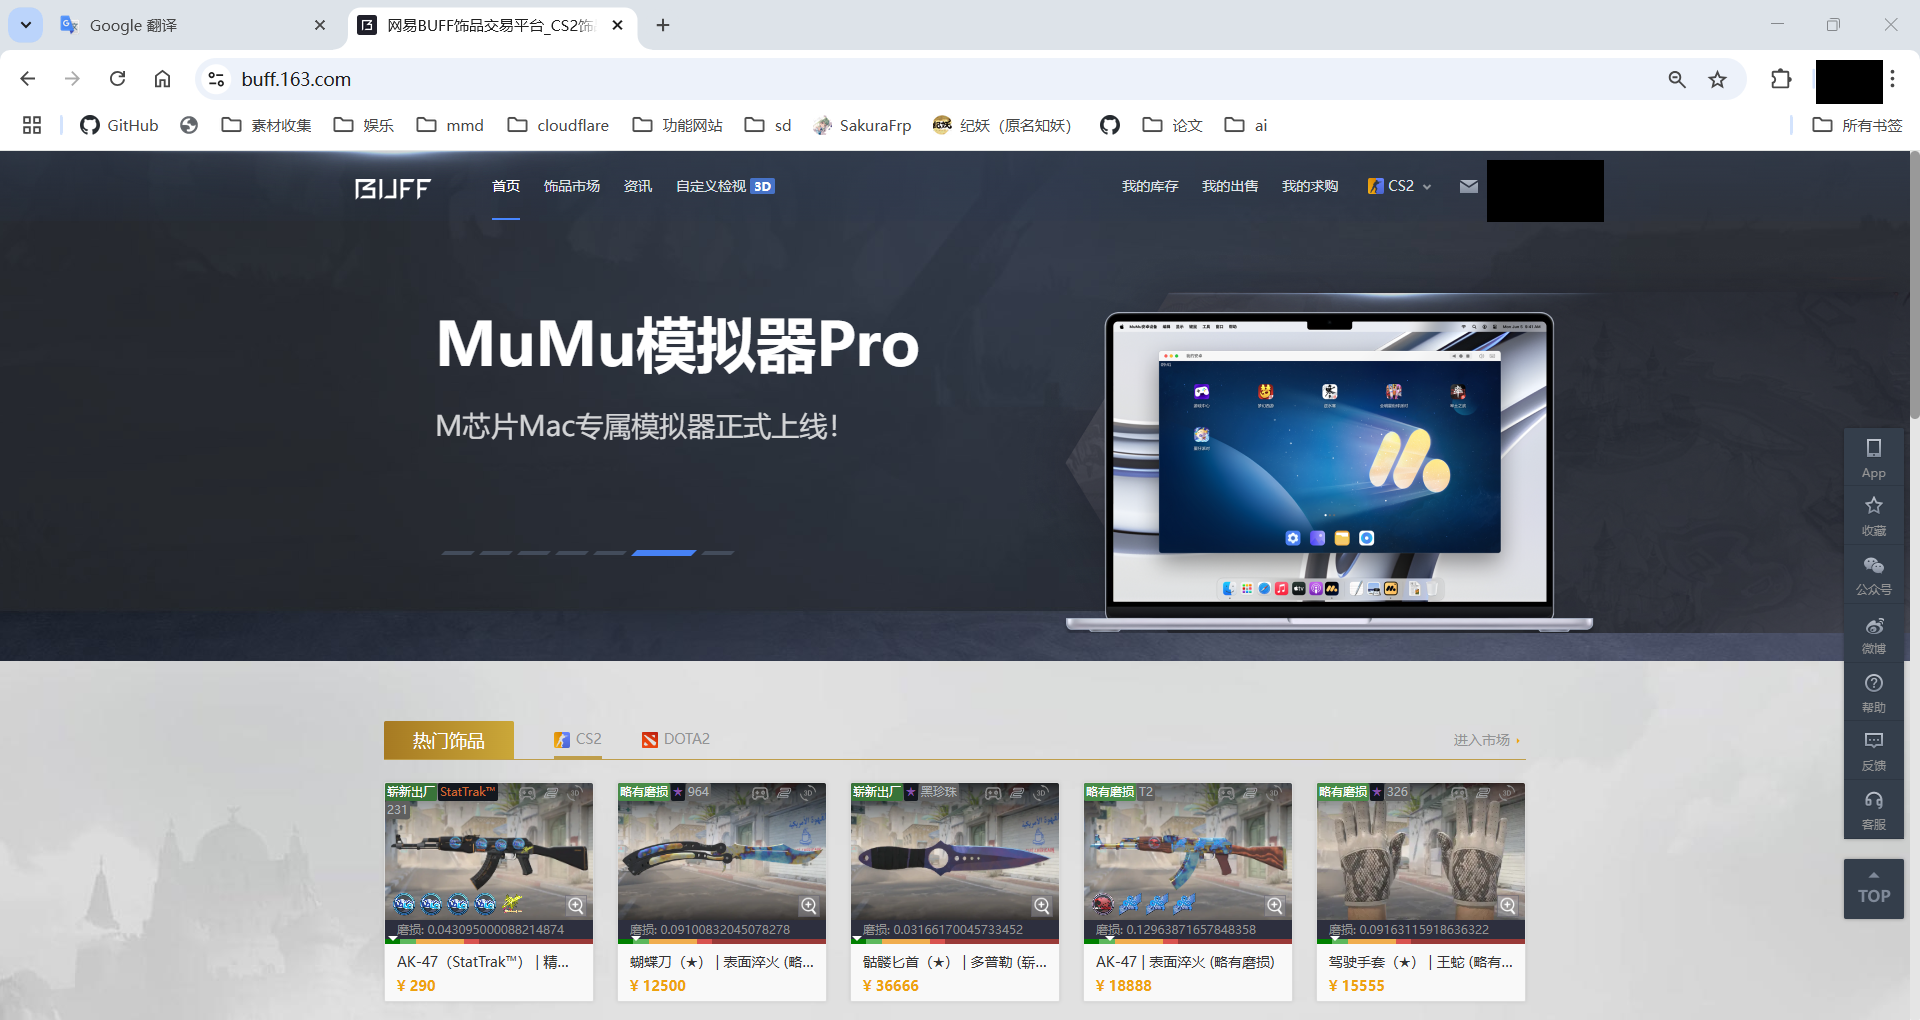 Google 翻译
网易BUFF饰品交易平台_CS2饰
buff.163.com
GitHub
素材收集
娱乐
mmd
cloudflare
功能网站
sd
SakuraFrp
纪妖（原名知妖）
论文
ai
所有书签
BUFF
首页
饰品市场
资讯
自定义检视 3D
我的库存
我的出售
我的求购
CS2
MuMu模拟器Pro
M芯片Mac专属模拟器正式上线！
App
收藏
公众号
微博
帮助
反馈
客服
TOP
热门饰品
CS2
DOTA2
进入市场
崭新出厂 StatTrak™ 3D
231
磨损: 0.043095000088214874
AK-47（StatTrak™） | 精...
¥ 290
略有磨损 ★ 964 3D
磨损: 0.09100832045078278
蝴蝶刀（★） | 表面淬火 (略...
¥ 12500
崭新出厂 ★ 黑珍珠 3D
磨损: 0.03166170045733452
骷髅匕首（★） | 多普勒 (崭...
¥ 36666
略有磨损 T2 3D
磨损: 0.12963871657848358
AK-47 | 表面淬火 (略有磨损)
¥ 18888
略有磨损 ★ 326 3D
磨损: 0.09163115918636322
驾驶手套（★） | 王蛇 (略有...
¥ 15555